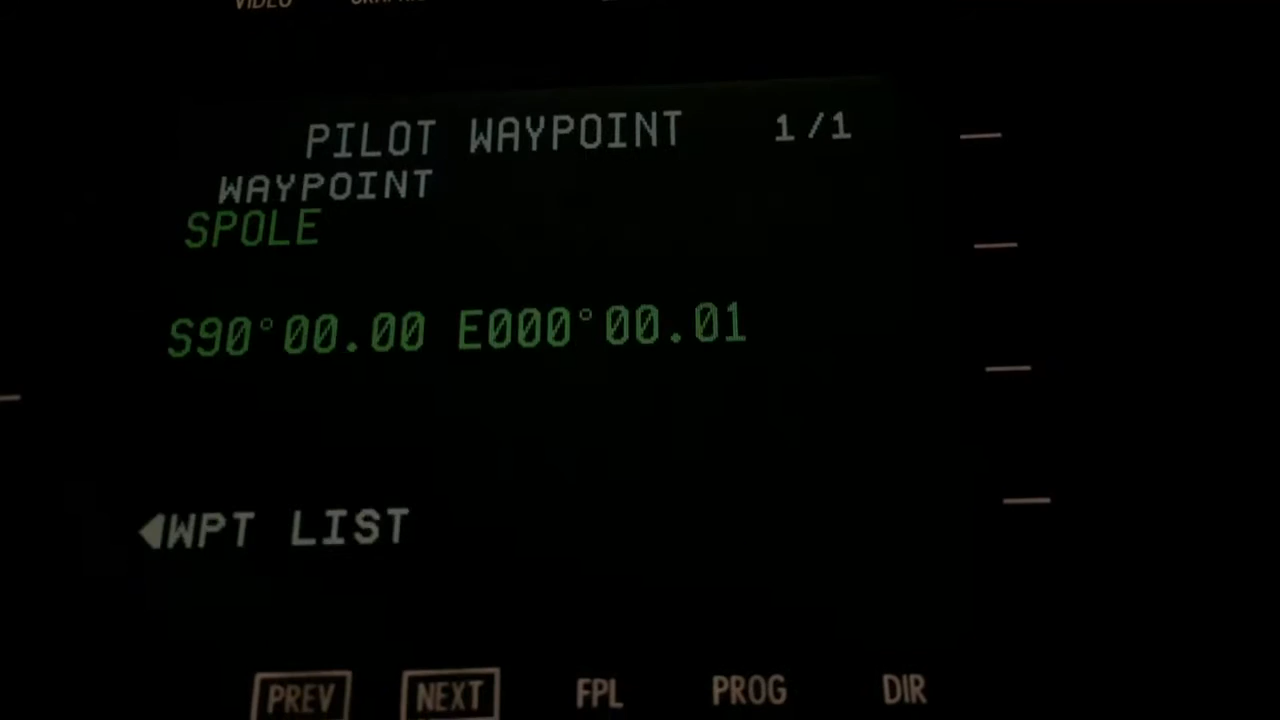 VIDEO
PILOT WAYPOINT 1/1
WAYPOINT
SPOLE
S90°00.00 E000°00.01
WPT LIST
PREV NEXT FPL PROG DIR